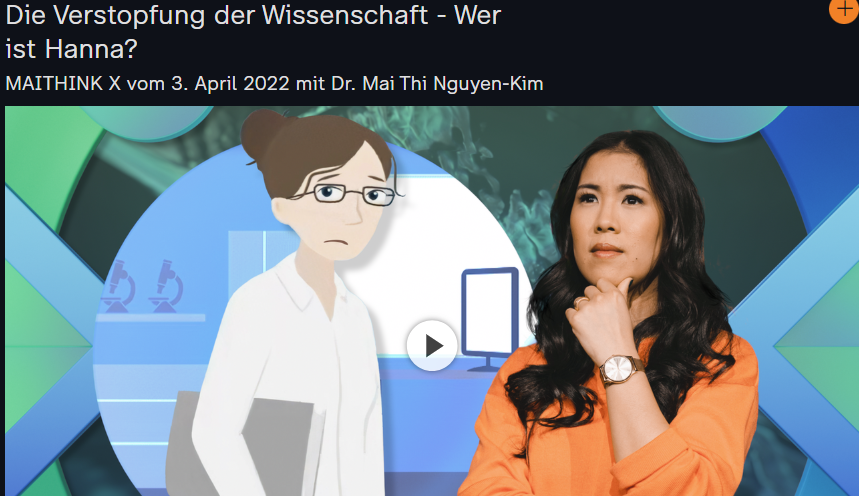 Die Verstopfung der Wissenschaft - Wer
ist Hanna?
MAITHINK X vom 3. April 2022 mit Dr. Mai Thi Nguyen-Kim